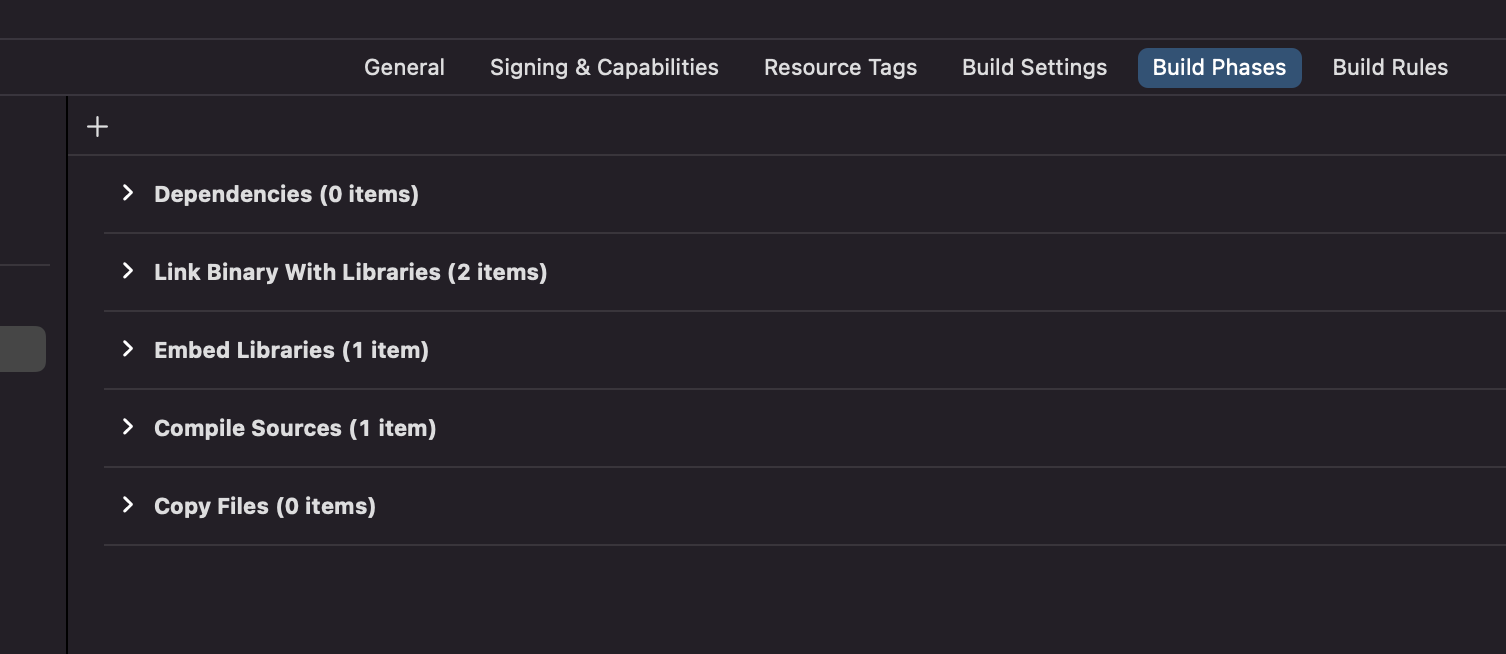 General Signing & Capabilities Resource Tags Build Settings Build Phases Build Rules
Dependencies (0 items)
Link Binary With Libraries (2 items)
Embed Libraries (1 item)
Compile Sources (1 item)
Copy Files (0 items)